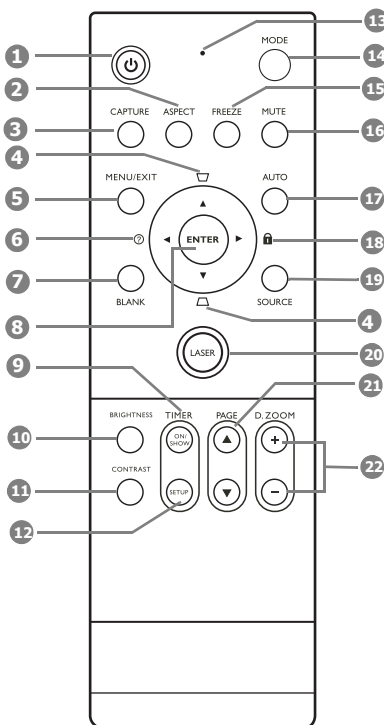 13
MODE
1
14
2
15
CAPTURE ASPECT FREEZE MUTE
3
16
4
MENU/EXIT AUTO
5
17
6
?
ENTER
18
7
19
BLANK SOURCE
8
4
LASER
20
9
21
BRIGHTNESS TIMER PAGE D. ZOOM
10
ON/
SHOW
+
22
CONTRAST
11
SETUP
−
12